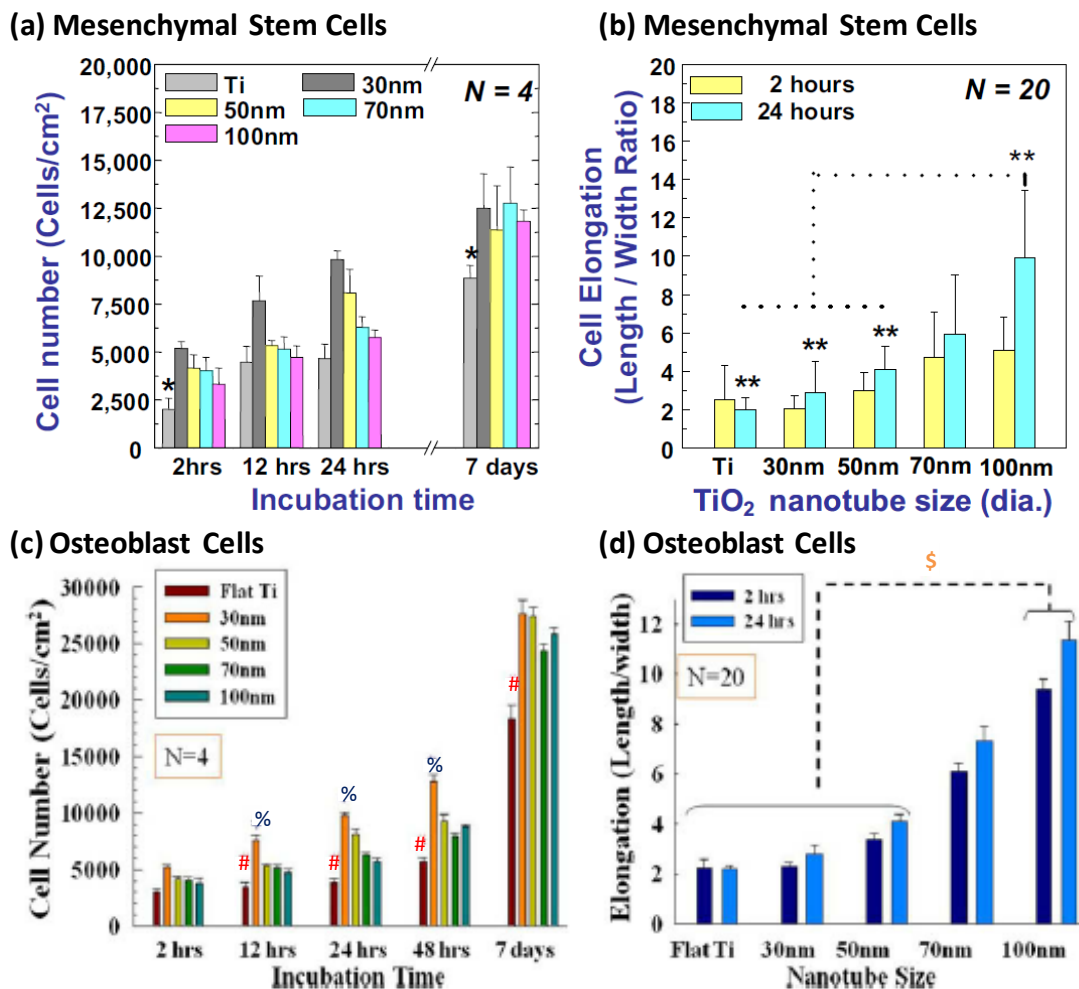 (a) Mesenchymal Stem Cells
20,000
17,500
15,000
12,500
10,000
7,500
5,000
2,500
0
Cell number (Cells/cm²)
Ti
30nm
50nm
70nm
100nm
N = 4
*
*
2hrs
12 hrs
24 hrs
7 days
Incubation time
(b) Mesenchymal Stem Cells
20
18
16
14
12
10
8
6
4
2
0
Cell Elongation
(Length / Width Ratio)
2 hours
24 hours
N = 20
**
**
**
**
Ti
30nm
50nm
70nm
100nm
TiO₂ nanotube size (dia.)
(c) Osteoblast Cells
30000
25000
20000
15000
10000
5000
0
Cell Number (Cells/cm²)
Flat Ti
30nm
50nm
70nm
100nm
N=4
#
%
#
%
#
%
#
2 hrs
12 hrs
24 hrs
48 hrs
7 days
Incubation Time
(d) Osteoblast Cells
$
12
10
8
6
4
2
0
Elongation (Length/width)
2 hrs
24 hrs
N=20
Flat Ti
30nm
50nm
70nm
100nm
Nanotube Size